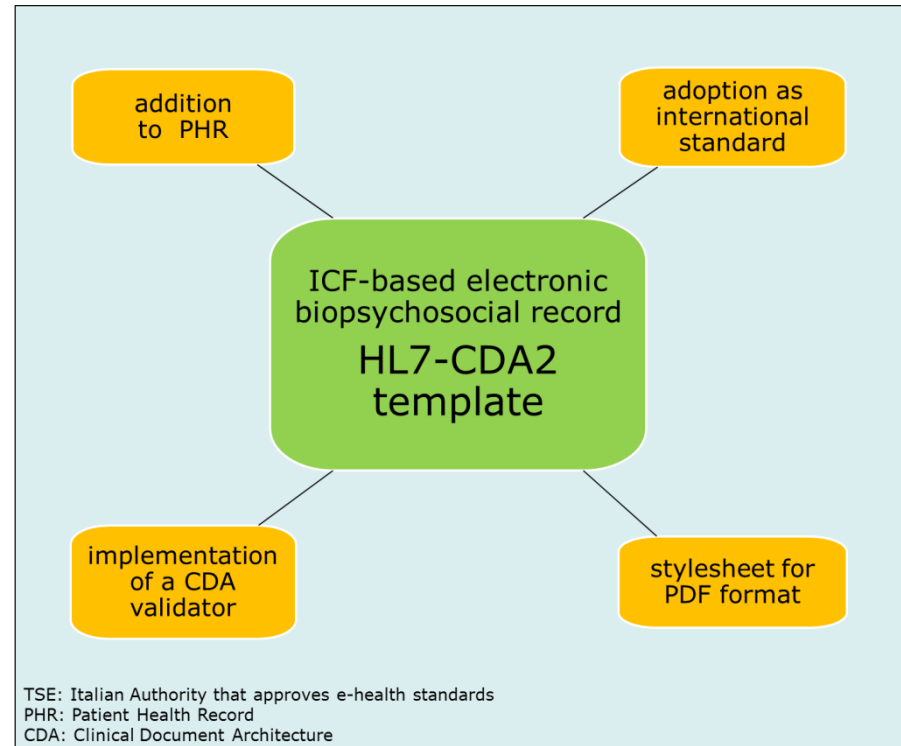 addition
to PHR
adoption as
international
standard
ICF-based electronic
biopsychosocial record
HL7-CDA2
template
implementation
of a CDA
validator
stylesheet for
PDF format
TSE: Italian Authority that approves e-health standards
PHR: Patient Health Record
CDA: Clinical Document Architecture